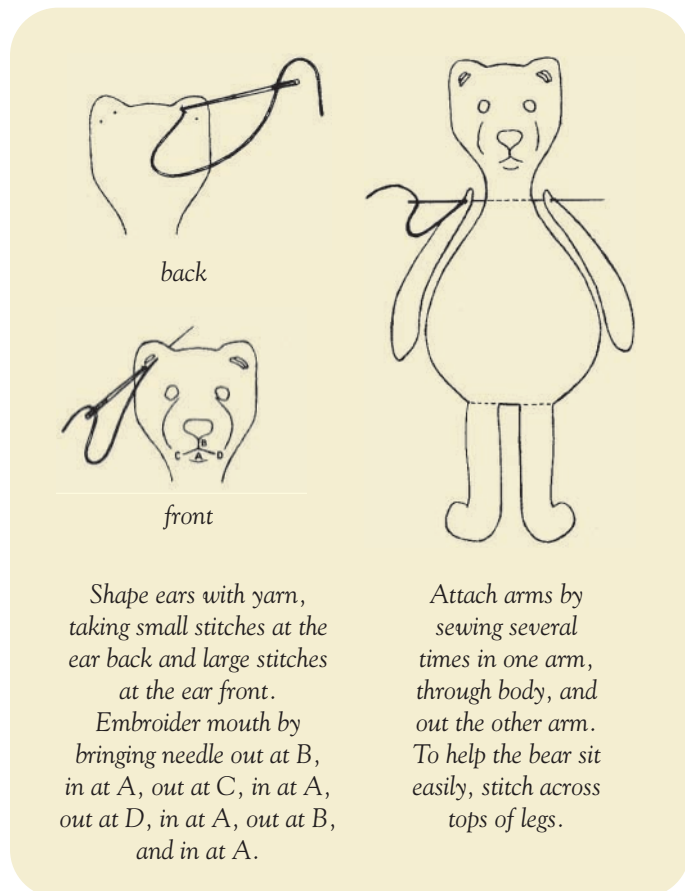 back
B
C A D
front
Shape ears with yarn,
taking small stitches at the
ear back and large stitches
at the ear front.
Embroider mouth by
bringing needle out at B,
in at A, out at C, in at A,
out at D, in at A, out at B,
and in at A.
Attach arms by
sewing several
times in one arm,
through body, and
out the other arm.
To help the bear sit
easily, stitch across
tops of legs.